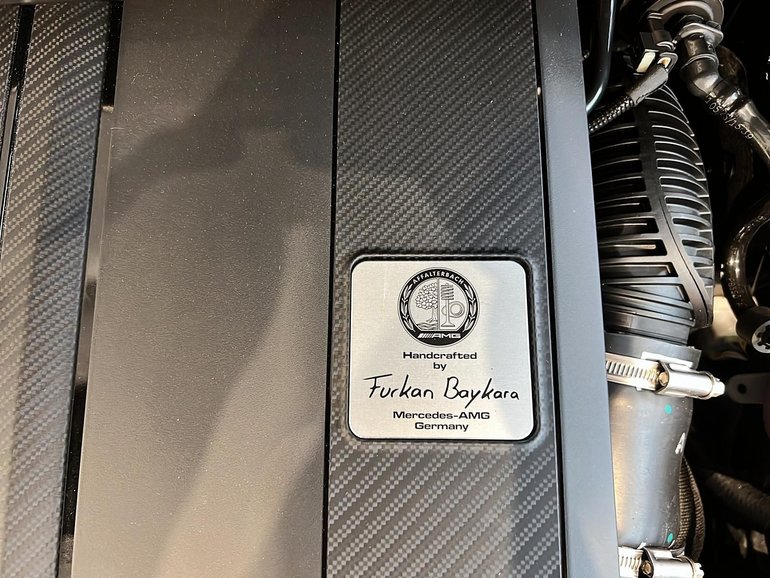 AFFALTERBACH
AMG
Handcrafted
by
Furkan Baykara
Mercedes-AMG
Germany